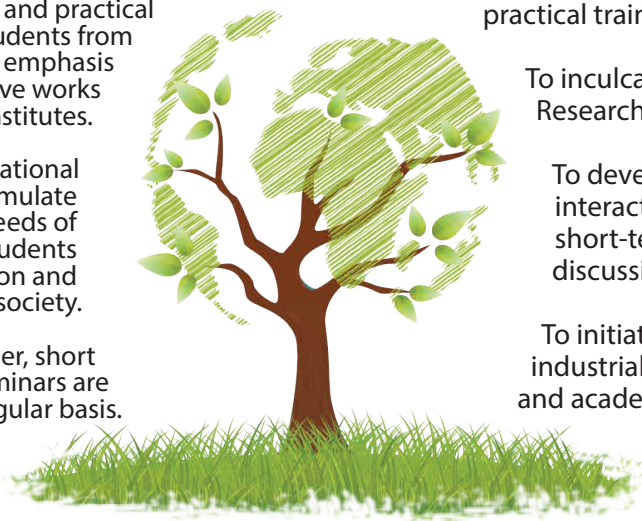 and practical
udents from
emphasis
ve works
stitutes.
ational
mulate
eeds of
udents
on and
society.
er, short
minars are
gular basis.
practical train
To inculca
Research
To deve
interact
short-te
discussi
To initiat
industrial
and acade